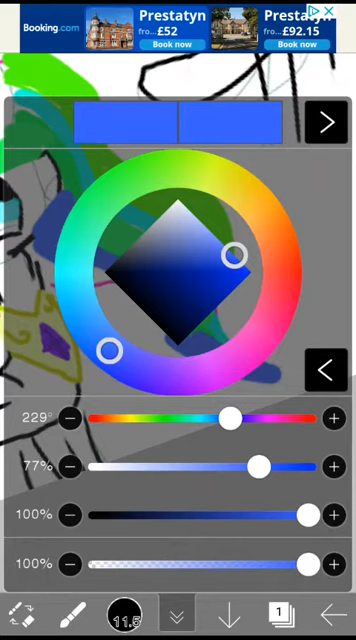 Booking.com
Prestatyn
fro... £52
Book now
Prestatyn
fro... £92.15
Book now
229°
77%
100%
100%
11.5
1